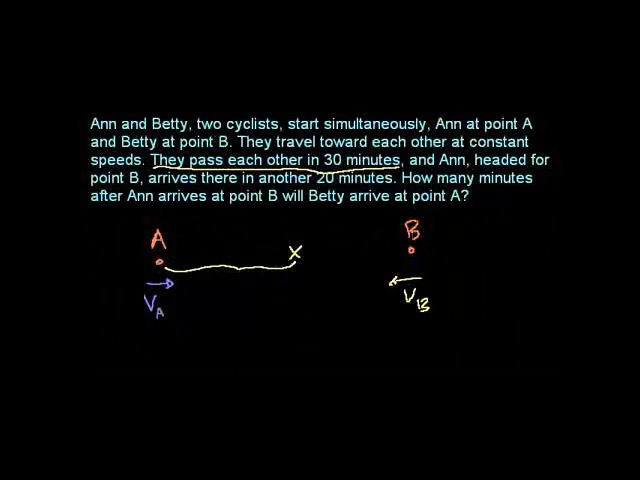 Ann and Betty, two cyclists, start simultaneously, Ann at point A
and Betty at point B. They travel toward each other at constant
speeds. They pass each other in 30 minutes, and Ann, headed for
point B, arrives there in another 20 minutes. How many minutes
after Ann arrives at point B will Betty arrive at point A?
A
B
X
VA
VB